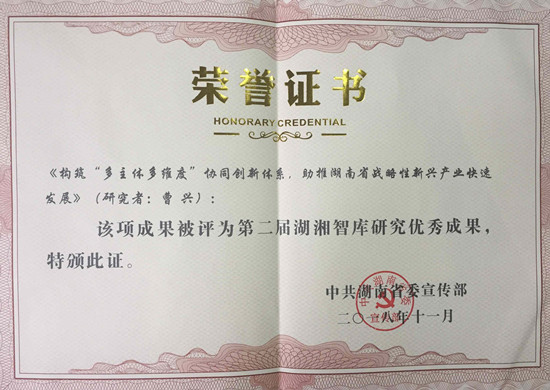 荣誉证书
HONORARY CREDENTIAL
《构筑“多主体多维度”协同创新体系，助推湖南省战略性新兴产业快速
发展》（研究者：曹 兴）：
该项成果被评为第二届湖湘智库研究优秀成果，
特颁此证。
中共湖南省委宣传部
二〇一八年十一月